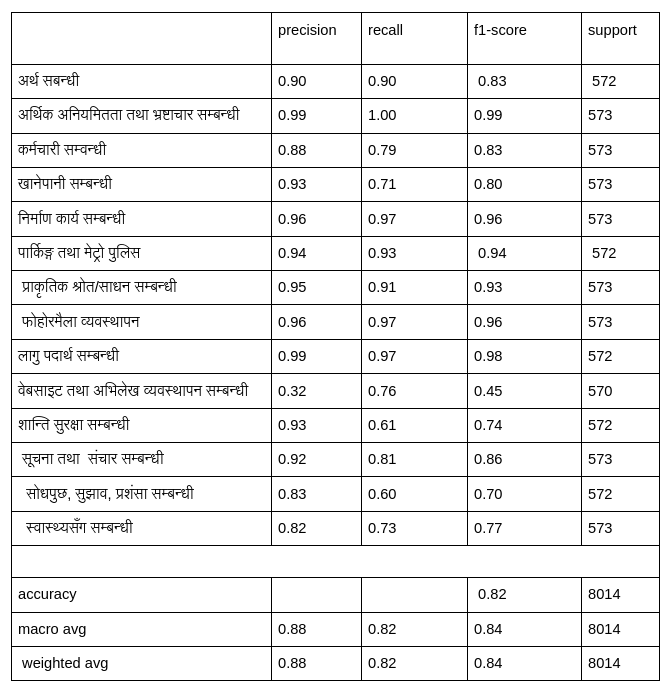 precision recall f1-score support
अर्थ सबन्धी 0.90 0.90 0.83 572
आर्थिक अनियमितता तथा भ्रष्टाचार सम्बन्धी 0.99 1.00 0.99 573
कर्मचारी सम्वन्धी 0.88 0.79 0.83 573
खानेपानी सम्बन्धी 0.93 0.71 0.80 573
निर्माण कार्य सम्बन्धी 0.96 0.97 0.96 573
पार्किङ्ग तथा मेट्रो पुलिस 0.94 0.93 0.94 572
प्राकृतिक श्रोत/साधन सम्बन्धी 0.95 0.91 0.93 573
फोहोरमैला व्यवस्थापन 0.96 0.97 0.96 573
लागु पदार्थ सम्बन्धी 0.99 0.97 0.98 572
वेबसाइट तथा अभिलेख व्यवस्थापन सम्बन्धी 0.32 0.76 0.45 570
शान्ति सुरक्षा सम्बन्धी 0.93 0.61 0.74 572
सूचना तथा संचार सम्बन्धी 0.92 0.81 0.86 573
सोधपुछ, सुझाव, प्रशंसा सम्बन्धी 0.83 0.60 0.70 572
स्वास्थ्यसँग सम्बन्धी 0.82 0.73 0.77 573
accuracy 0.82 8014
macro avg 0.88 0.82 0.84 8014
weighted avg 0.88 0.82 0.84 8014